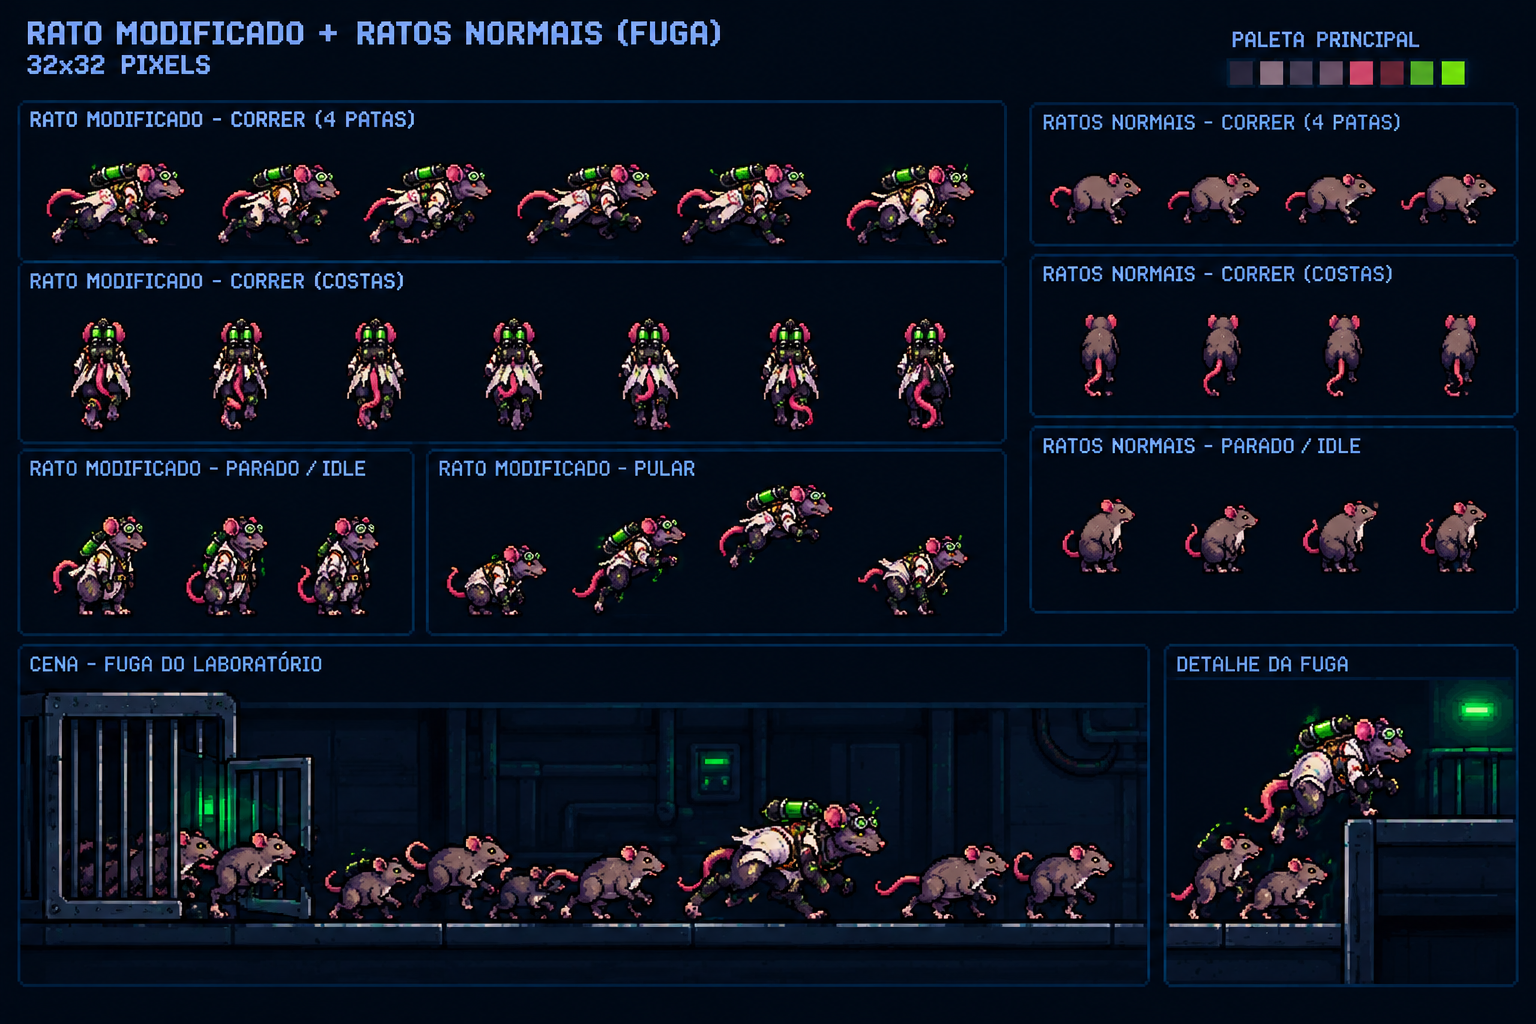 RATO MODIFICADO + RATOS NORMAIS (FUGA)
32x32 PIXELS
PALETA PRINCIPAL
RATO MODIFICADO - CORRER (4 PATAS)
RATOS NORMAIS - CORRER (4 PATAS)
RATO MODIFICADO - CORRER (COSTAS)
RATOS NORMAIS - CORRER (COSTAS)
RATO MODIFICADO - PARADO / IDLE
RATO MODIFICADO - PULAR
RATOS NORMAIS - PARADO / IDLE
CENA - FUGA DO LABORATÓRIO
DETALHE DA FUGA